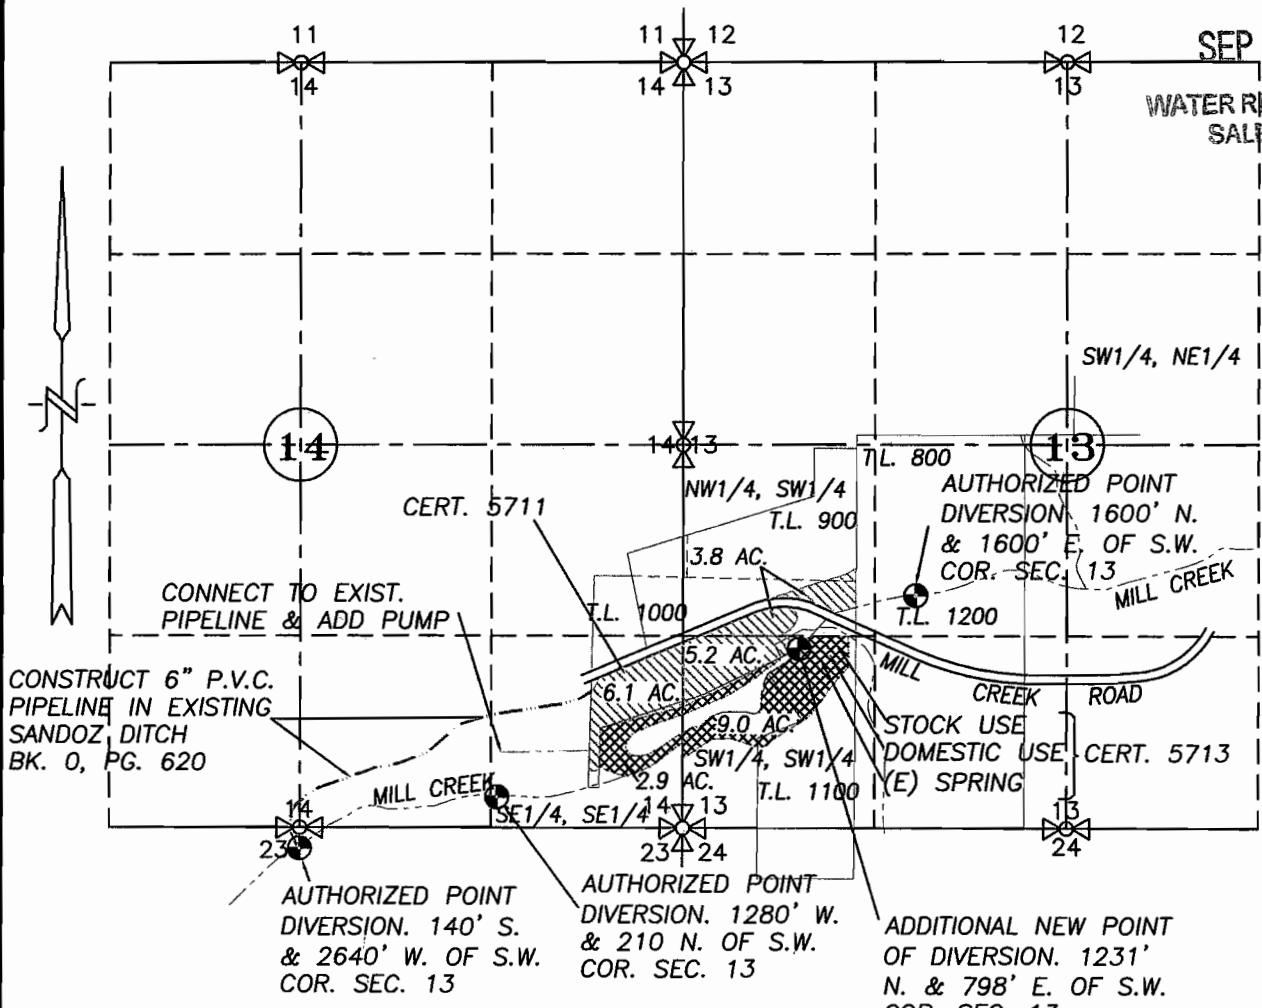 11
11
12
12
SEP
14
14
13
13
WATER R
SAL
N
SW1/4, NE1/4
14
14
13
13
T.L. 800
NW1/4, SW1/4
AUTHORIZED POINT
DIVERSION. 1600' N.
& 1600' E. OF S.W.
COR. SEC. 13
CERT. 5711
T.L. 900
3.8 AC.
MILL CREEK
CONNECT TO EXIST.
PIPELINE & ADD PUMP
T.L. 1000
T.L. 1200
5.2 AC.
MILL
CREEK
ROAD
CONSTRUCT 6" P.V.C.
PIPELINE IN EXISTING
SANDOZ DITCH
BK. O, PG. 620
6.1 AC.
9.0 AC.
STOCK USE
DOMESTIC USE
(E) SPRING
CERT. 5713
SW1/4, SW1/4
2.9 AC.
T.L. 1100
MILL CREEK
SE1/4, SE1/4
14
14
13
13
23
23
24
24
AUTHORIZED POINT
DIVERSION. 140' S.
& 2640' W. OF S.W.
COR. SEC. 13
AUTHORIZED POINT
DIVERSION. 1280' W.
& 210 N. OF S.W.
COR. SEC. 13
ADDITIONAL NEW POINT
OF DIVERSION. 1231'
N. & 798' E. OF S.W.
COR. SEC. 13